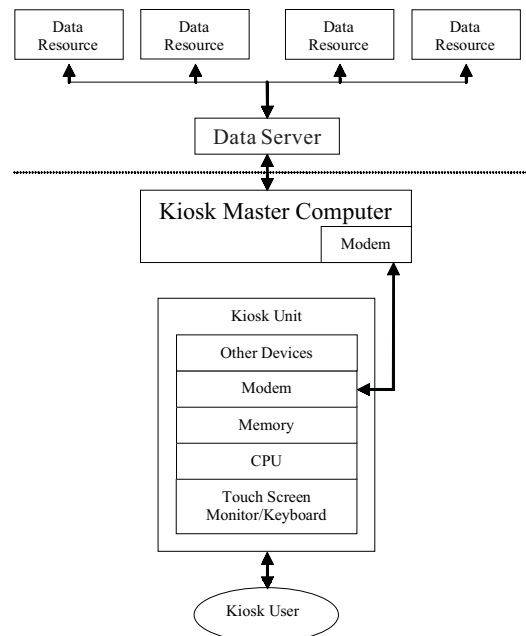 Data
Resource
Data
Resource
Data
Resource
Data
Resource
Data Server
Kiosk Master Computer
Modem
Kiosk Unit
Other Devices
Modem
Memory
CPU
Touch Screen
Monitor/Keyboard
Kiosk User